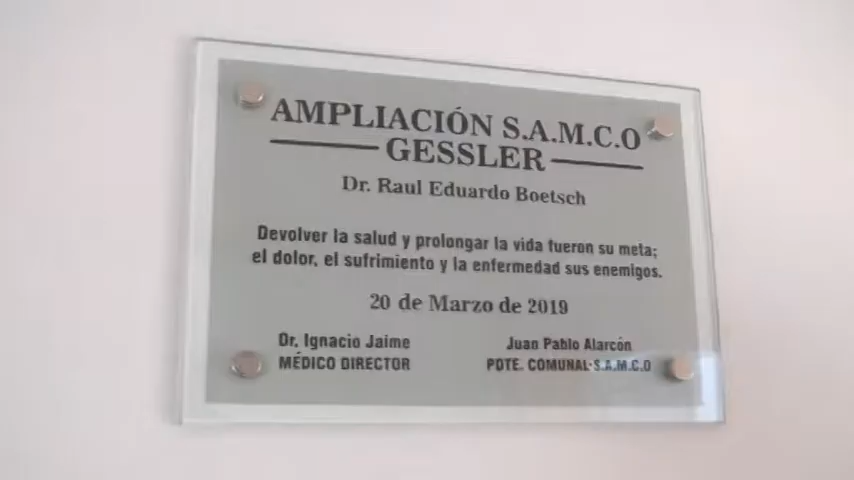 AMPLIACIÓN S.A.M.C.O
GESSLER
Dr. Raul Eduardo Boetsch
Devolver la salud y prolongar la vida fueron su meta;
el dolor, el sufrimiento y la enfermedad sus enemigos.
20 de Marzo de 2019
Dr. Ignacio Jaime
MÉDICO DIRECTOR
Juan Pablo Alarcón
PDTE. COMUNAL-S.A.M.C.O